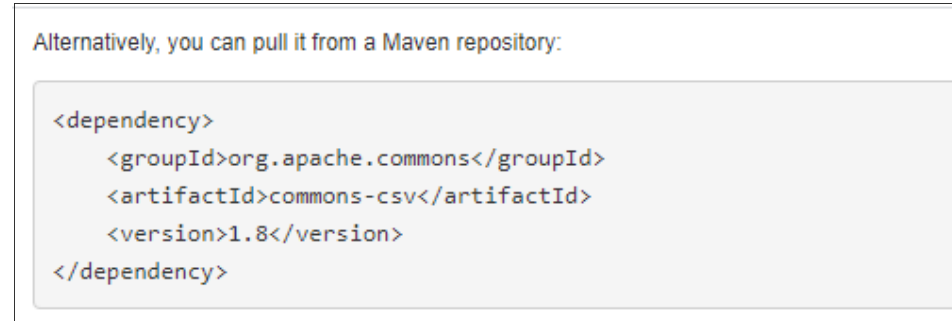 Alternatively, you can pull it from a Maven repository:
<dependency>
    <groupId>org.apache.commons</groupId>
    <artifactId>commons-csv</artifactId>
    <version>1.8</version>
</dependency>